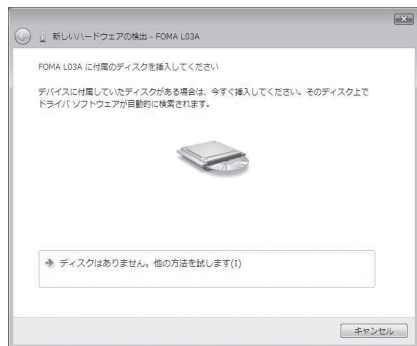 新しいハードウェアの検出 - FOMA L03A
FOMA L03A に付属のディスクを挿入してください
デバイスに付属していたディスクがある場合は、今すぐ挿入してください。そのディスク上で
ドライバ ソフトウェアが自動的に検索されます。
ディスクはありません。他の方法を試します(I)
キャンセル